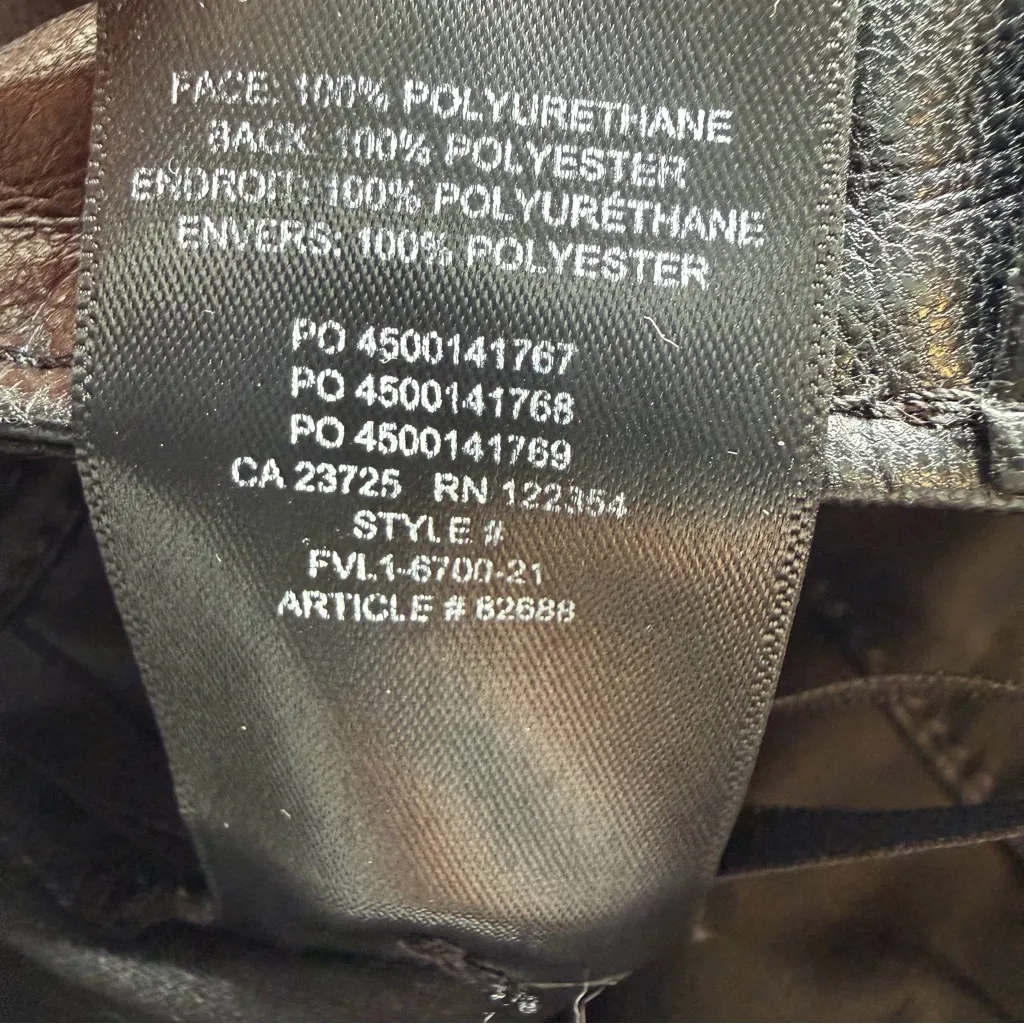 FACE: 100% POLYURETHANE
BACK: 100% POLYESTER
ENDROIT: 100% POLYURÉTHANE
ENVERS: 100% POLYESTER
PO 4500141767
PO 4500141768
PO 4500141769
CA 23725 RN 122354
STYLE #
FVL1-6700-21
ARTICLE # 62688